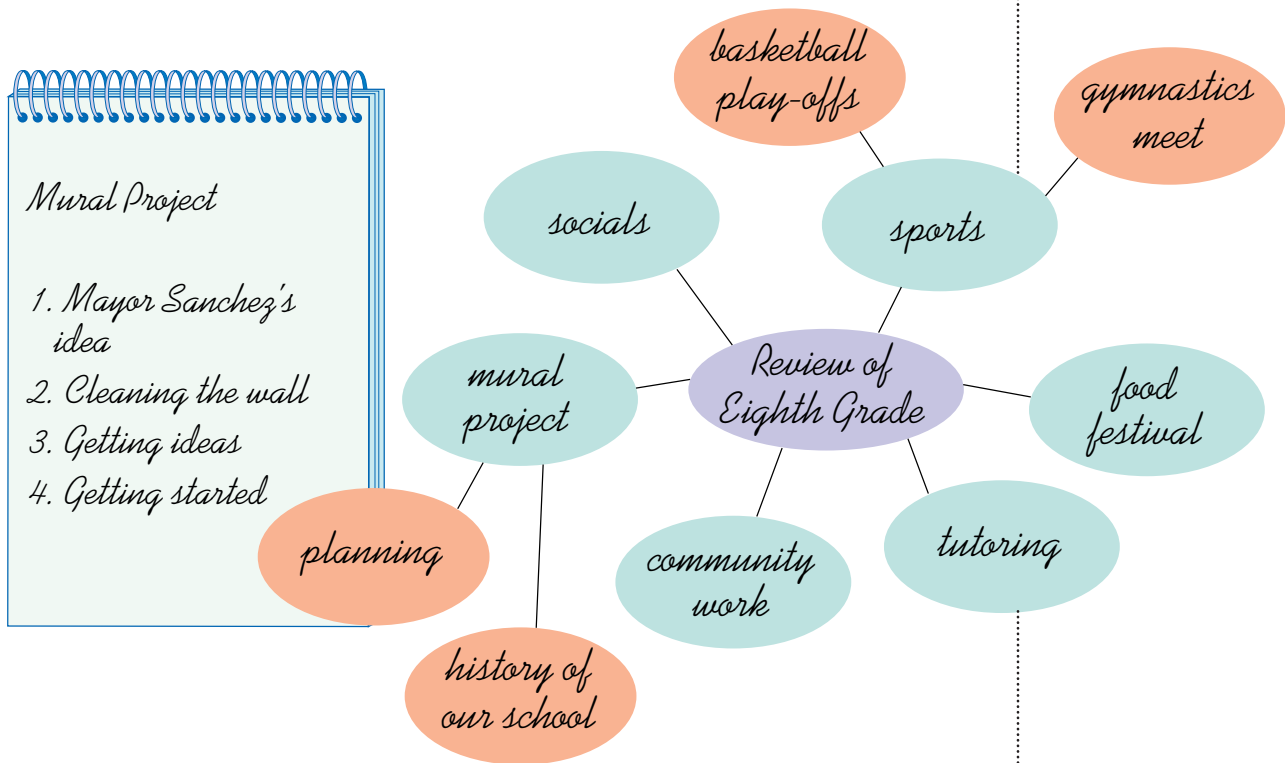 Mural Project
1. Mayor Sanchez's
idea
2. Cleaning the wall
3. Getting ideas
4. Getting started
basketball
play-offs
gymnastics
meet
socials
sports
mural
project
Review of
Eighth Grade
food
festival
planning
community
work
tutoring
history of
our school